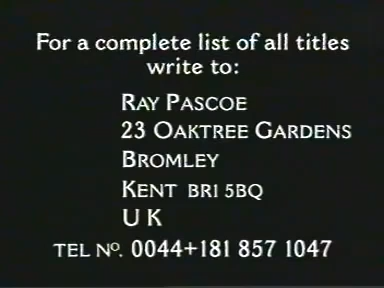 For a complete list of all titles
write to:
Ray Pascoe
23 Oaktree Gardens
Bromley
Kent BR1 5BQ
U K
Tel Nº. 0044+181 857 1047